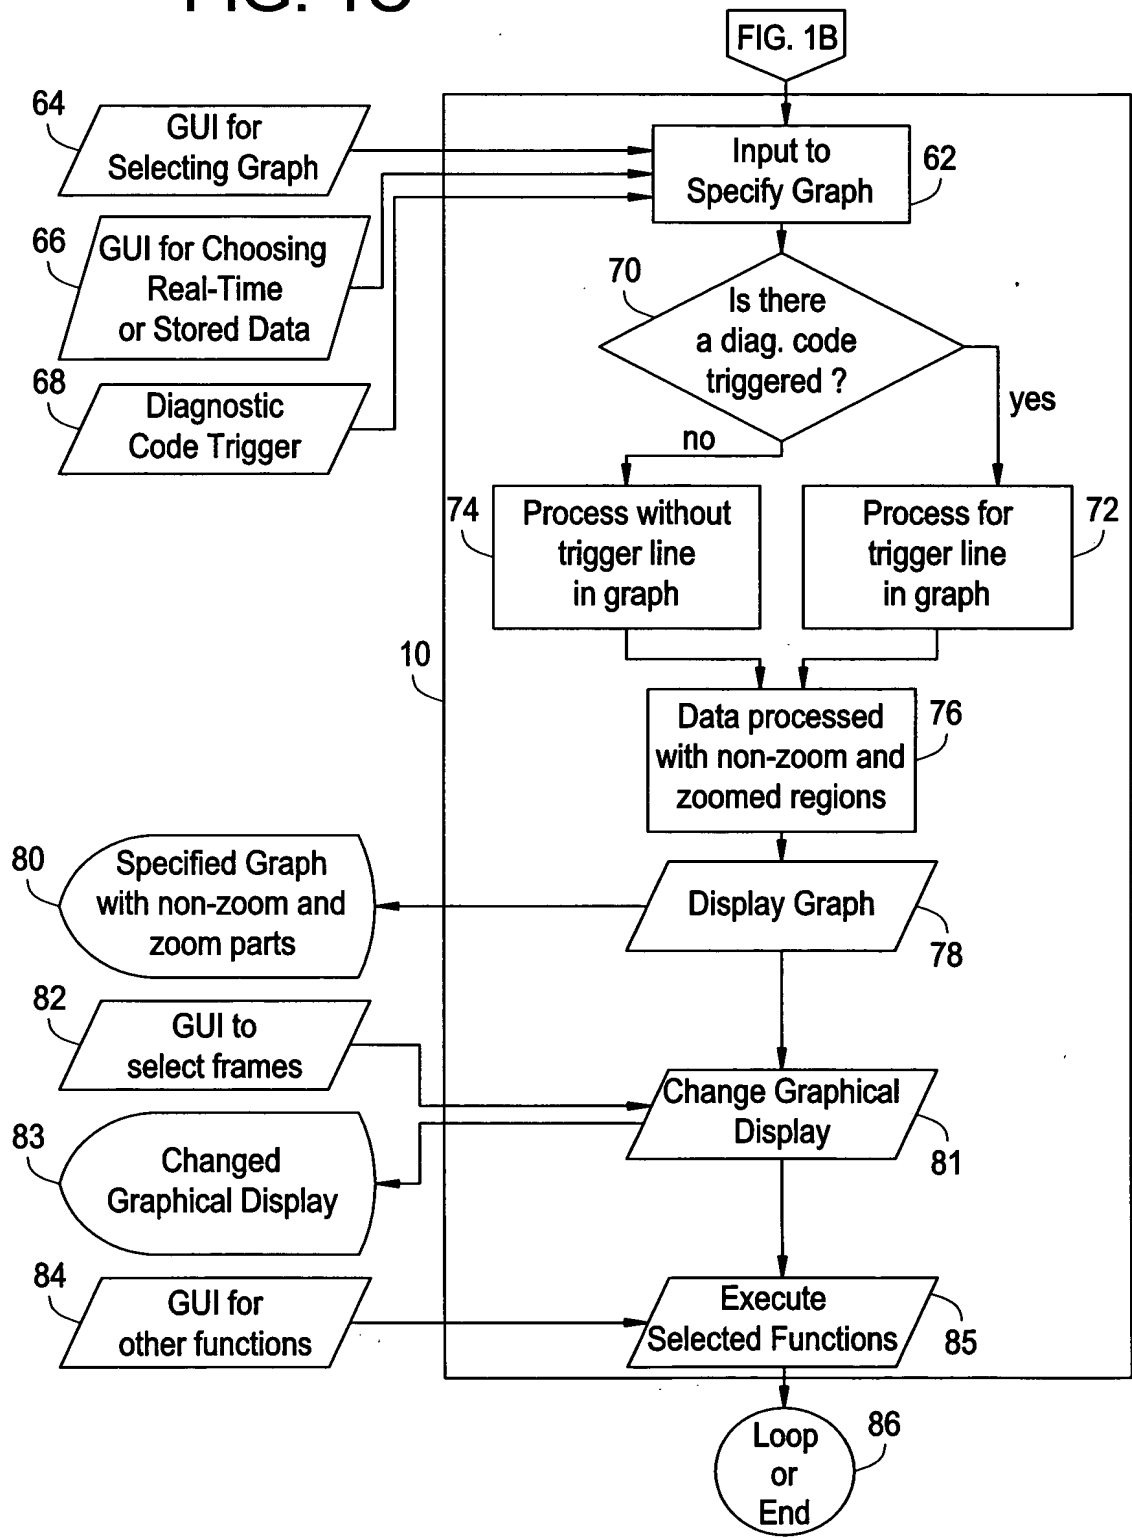 FIG. 1C
FIG. 1B
64
GUI for
Selecting Graph
Input to
Specify Graph
62
66
GUI for Choosing
Real-Time
or Stored Data
70
Is there
a diag. code
triggered ?
68
Diagnostic
Code Trigger
no
yes
74
Process without
trigger line
in graph
Process for
trigger line
in graph
72
10
Data processed
with non-zoom and
zoomed regions
76
80
Specified Graph
with non-zoom and
zoom parts
Display Graph
78
82
GUI to
select frames
Change Graphical
Display
81
83
Changed
Graphical Display
84
GUI for
other functions
Execute
Selected Functions
85
Loop
or
End
86